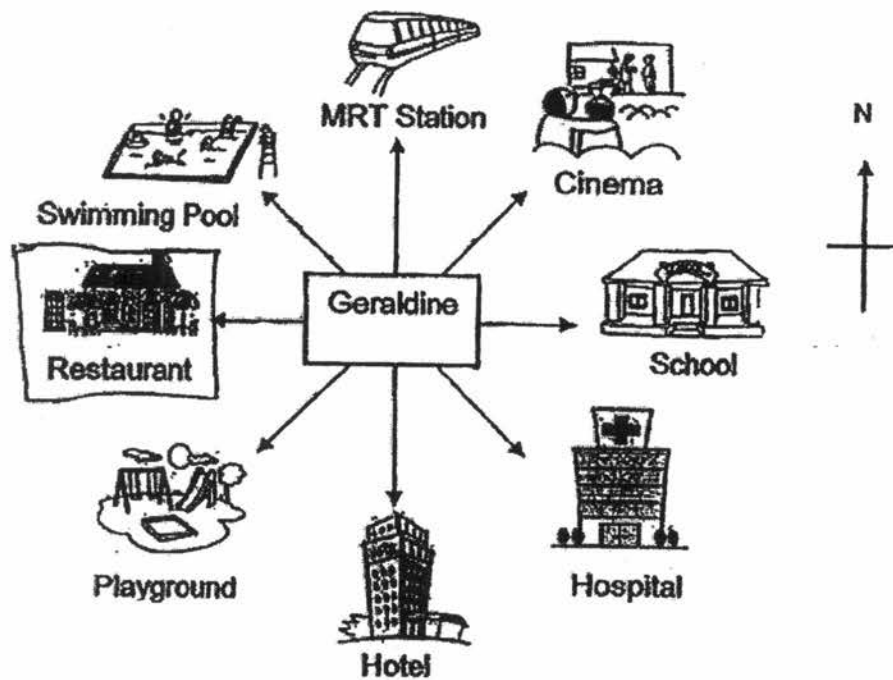 MRT Station
Cinema
N
Swimming Pool
Geraldine
Restaurant
School
Playground
Hospital
Hotel